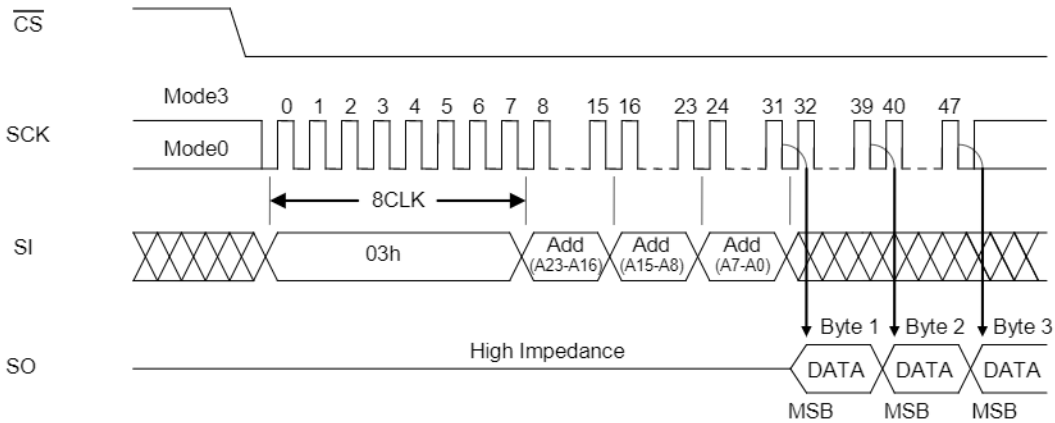 CS
Mode3
0 1 2 3 4 5 6 7 8 15 16 23 24 31 32 39 40 47
SCK
Mode0
8CLK
SI
03h
Add Add Add
(A23-A16) (A15-A8) (A7-A0)
Byte 1 Byte 2 Byte 3
High Impedance
SO
DATA DATA DATA
MSB MSB MSB